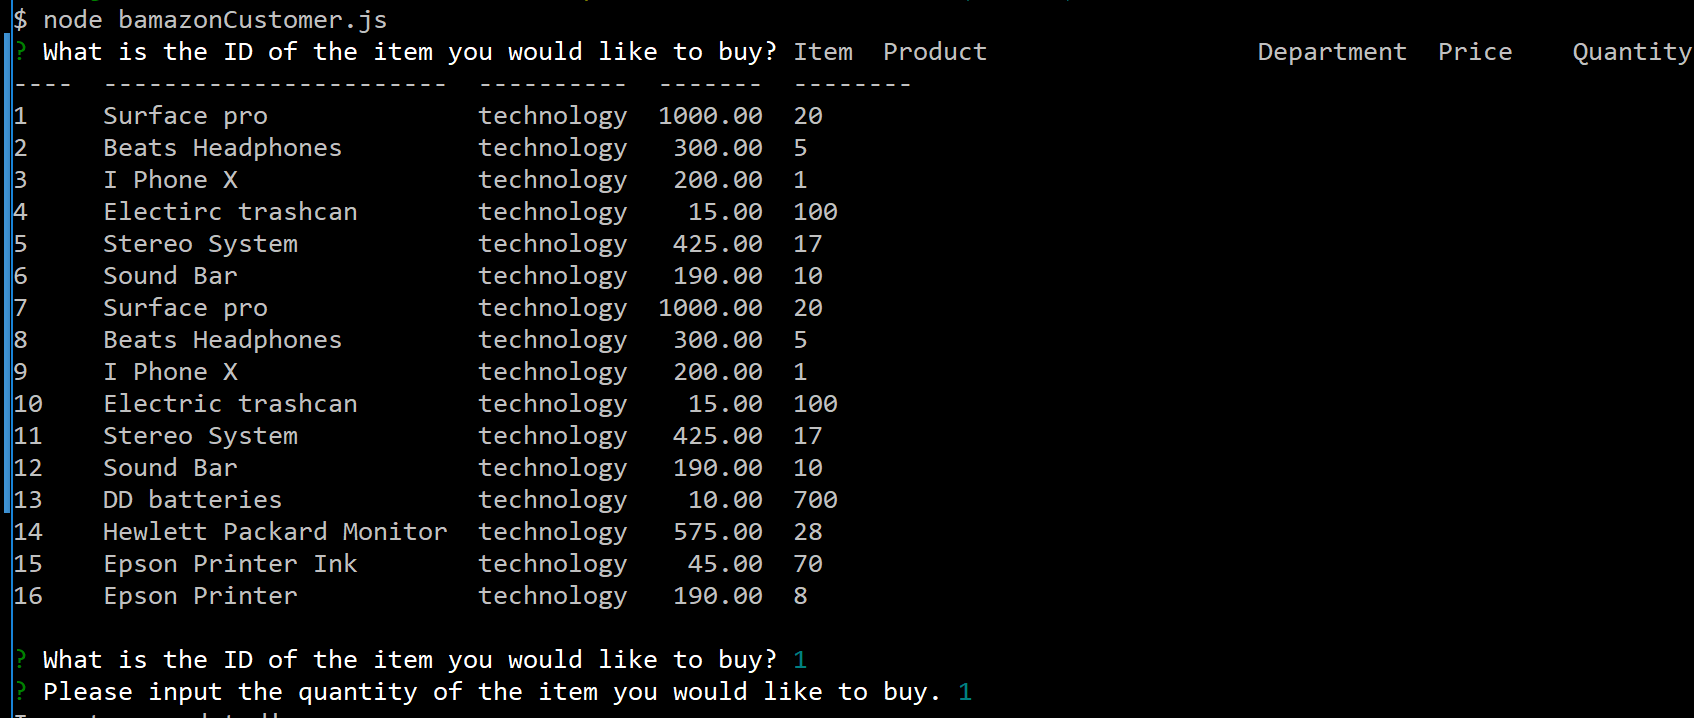 $ node bamazonCustomer.js
? What is the ID of the item you would like to buy? Item  Product                  Department  Price    Quantity
----  -----------------------  ----------  -------  --------
1     Surface pro              technology  1000.00  20
2     Beats Headphones         technology   300.00  5
3     I Phone X                technology   200.00  1
4     Electirc trashcan        technology    15.00  100
5     Stereo System            technology   425.00  17
6     Sound Bar                technology   190.00  10
7     Surface pro              technology  1000.00  20
8     Beats Headphones         technology   300.00  5
9     I Phone X                technology   200.00  1
10    Electric trashcan        technology    15.00  100
11    Stereo System            technology   425.00  17
12    Sound Bar                technology   190.00  10
13    DD batteries             technology    10.00  700
14    Hewlett Packard Monitor  technology   575.00  28
15    Epson Printer Ink        technology    45.00  70
16    Epson Printer            technology   190.00  8
? What is the ID of the item you would like to buy? 1
? Please input the quantity of the item you would like to buy. 1